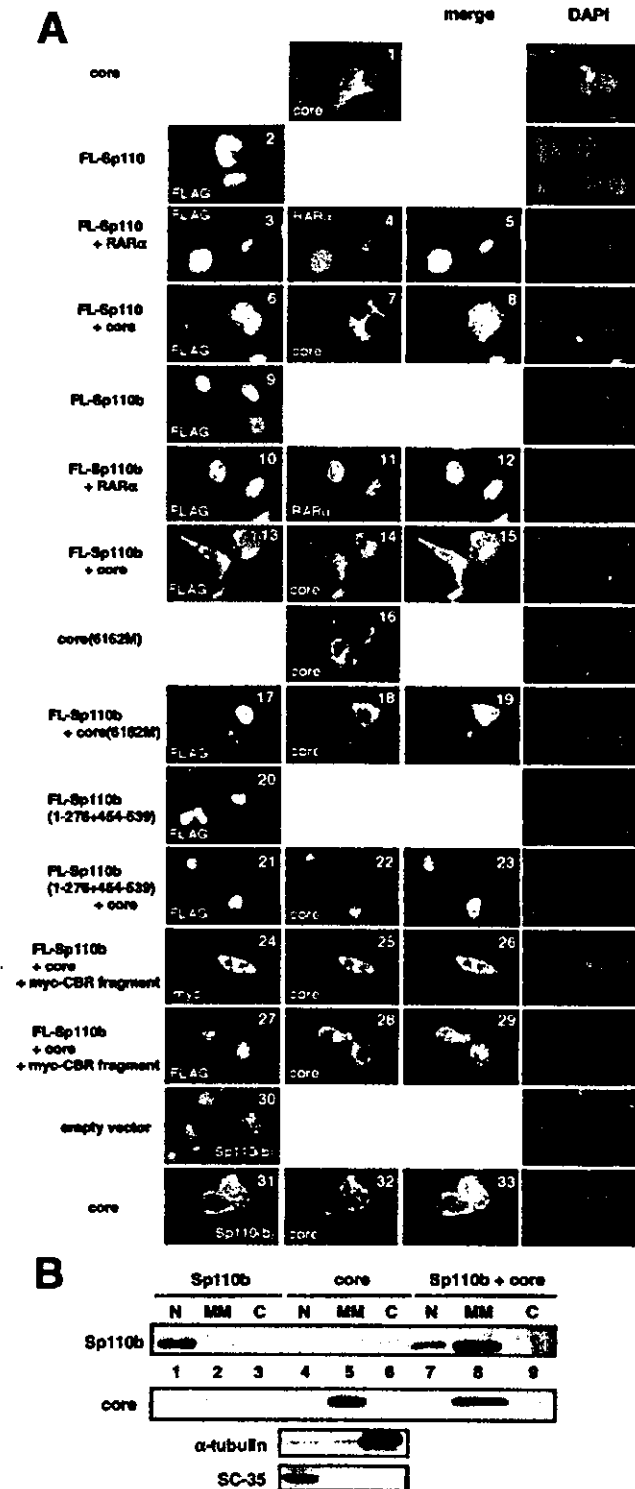 A
merge DAPI
core
1
core
FL-Sp110
2
FLAG
FL-Sp110
+ RARα
FLAG 3
RARα 4
5
FL-Sp110
+ core
6
FLAG
7
core
8
FL-Sp110b
9
FLAG
FL-Sp110b
+ RARα
10
FLAG
11
RARα
12
FL-Sp110b
+ core
13
FLAG
14
core
15
core(6162M)
16
core
FL-Sp110b
+ core(6162M)
17
FLAG
18
core
19
FL-Sp110b
(1-276+454-539)
20
FLAG
FL-Sp110b
(1-276+454-539)
+ core
21
FLAG
22
core
23
FL-Sp110b
+ core
+ myc-CBR fragment
24
myc
25
core
26
FL-Sp110b
+ core
+ myc-CBR fragment
27
FLAG
28
core
29
empty vector
30
Sp110(b)
core
31
Sp110(b)
32
core
33
B
Sp110b core Sp110b + core
N MM C N MM C N MM C
Sp110b
1 2 3 4 5 6 7 8 9
core
α-tubulin
SC-35